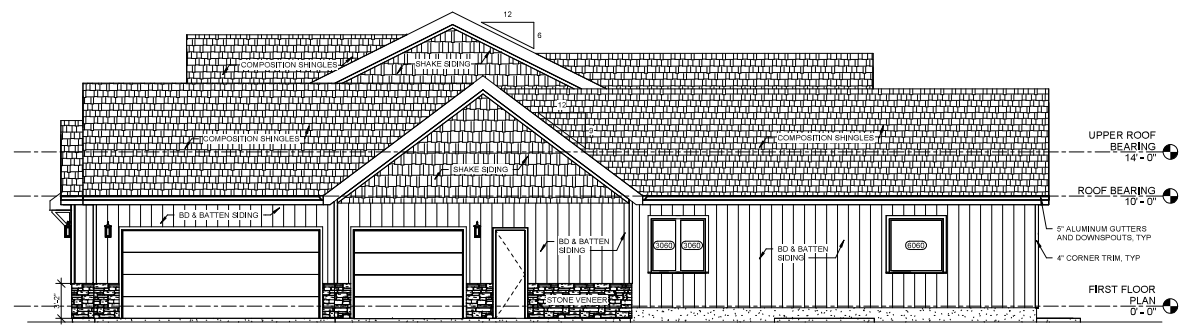 12
6
COMPOSITION SHINGLES
SHAKE SIDING
12
COMPOSITION SHINGLES
COMPOSITION SHINGLES
UPPER ROOF
BEARING
14' - 0"
SHAKE SIDING
ROOF BEARING
10' - 0"
BD & BATTEN SIDING
5" ALUMINUM GUTTERS
AND DOWNSPOUTS, TYP
BD & BATTEN
SIDING
3060
3060
BD & BATTEN
SIDING
6060
4" CORNER TRIM, TYP
3'-2"
STONE VENEER
FIRST FLOOR
PLAN
0' - 0"